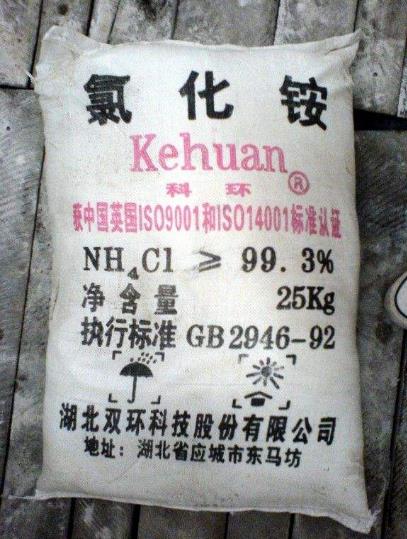 氯化铵
Kehuan
科环®
获中国英国ISO9001和ISO14001标准认证
NH₄Cl ≥ 99.3%
净含量 25Kg
执行标准 GB2946-92
湖北双环科技股份有限公司
地址：湖北省应城市东马坊